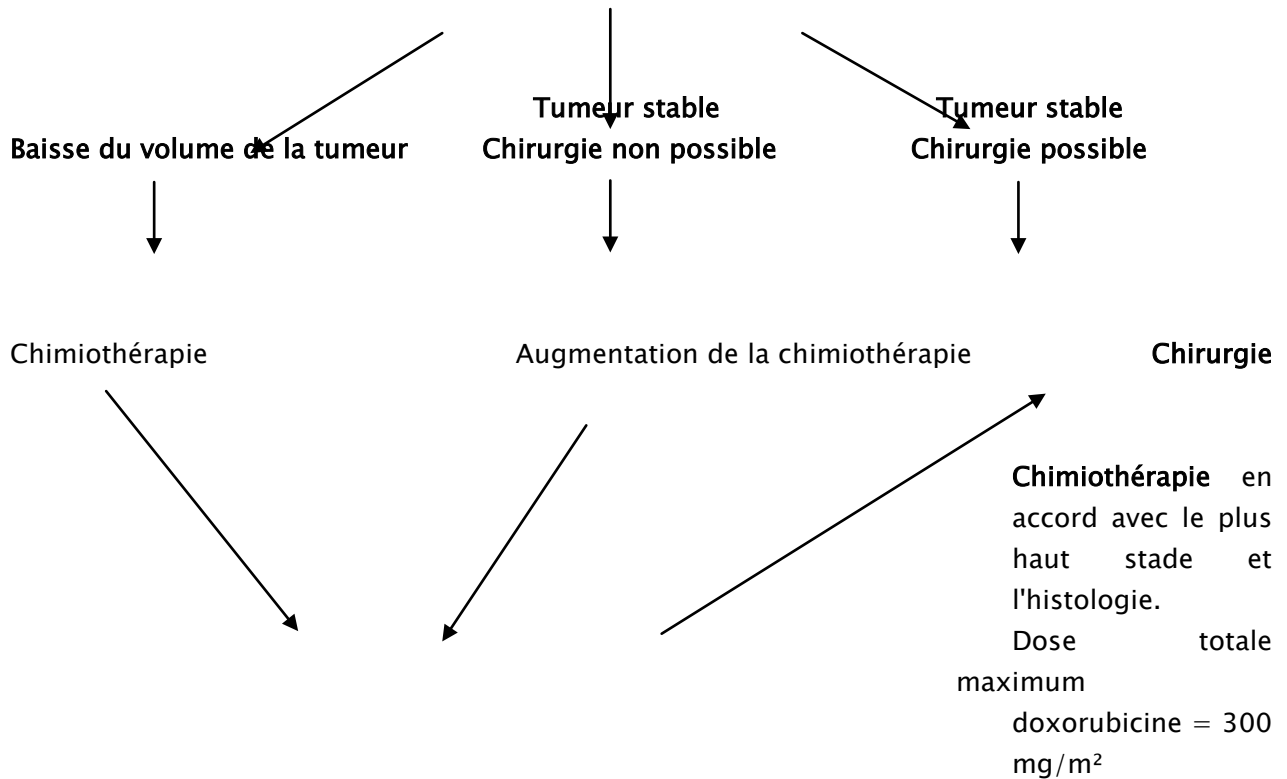 Tumeur stable
Tumeur stable
Baisse du volume de la tumeur
Chirurgie non possible
Chirurgie possible
Chimiothérapie
Augmentation de la chimiothérapie
Chirurgie
Chimiothérapie en
accord avec le plus
haut stade et
l'histologie.
Dose totale
maximum
doxorubicine = 300
mg/m²